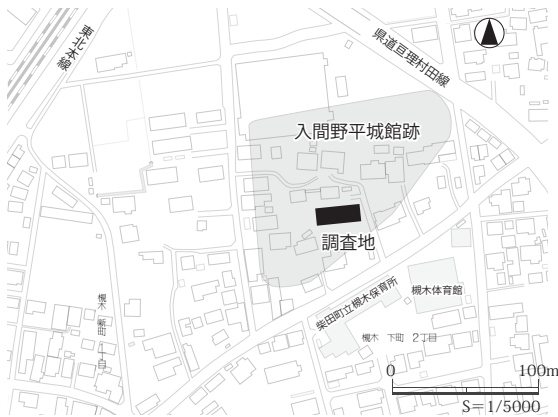 東北本線
県道亘理村田線
入間野平城館跡
調査地
柴田町立槻木保育所
槻木体育館
槻木 下町 2丁目
槻木 新町 1丁目
0 100m
S=1/5000